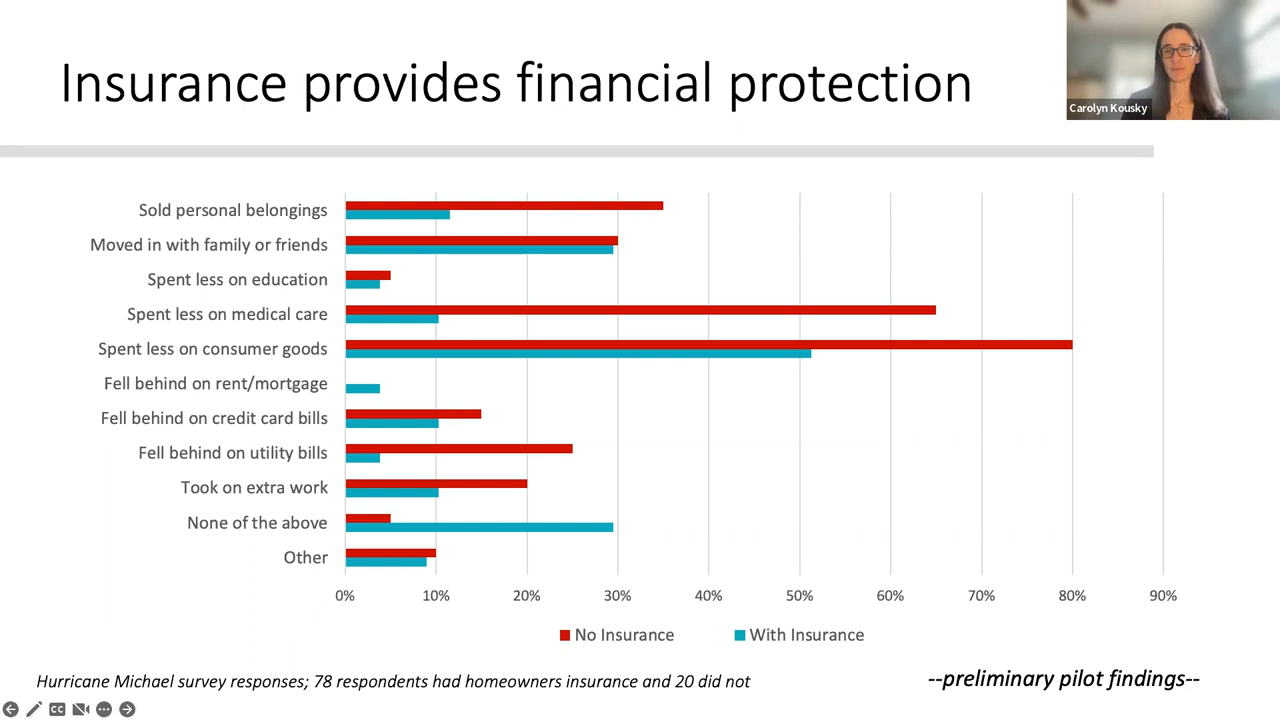 Insurance provides financial protection
Carolyn Kousky
Sold personal belongings
Moved in with family or friends
Spent less on education
Spent less on medical care
Spent less on consumer goods
Fell behind on rent/mortgage
Fell behind on credit card bills
Fell behind on utility bills
Took on extra work
None of the above
Other
0% 10% 20% 30% 40% 50% 60% 70% 80% 90%
No Insurance With Insurance
Hurricane Michael survey responses; 78 respondents had homeowners insurance and 20 did not
--preliminary pilot findings--
CC